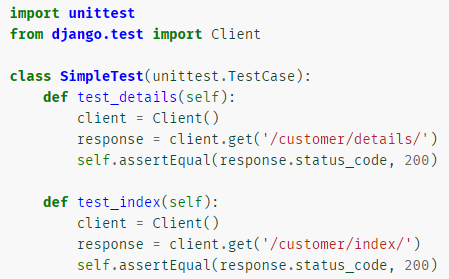 import unittest
from django.test import Client
class SimpleTest(unittest.TestCase):
    def test_details(self):
        client = Client()
        response = client.get('/customer/details/')
        self.assertEqual(response.status_code, 200)
    def test_index(self):
        client = Client()
        response = client.get('/customer/index/')
        self.assertEqual(response.status_code, 200)